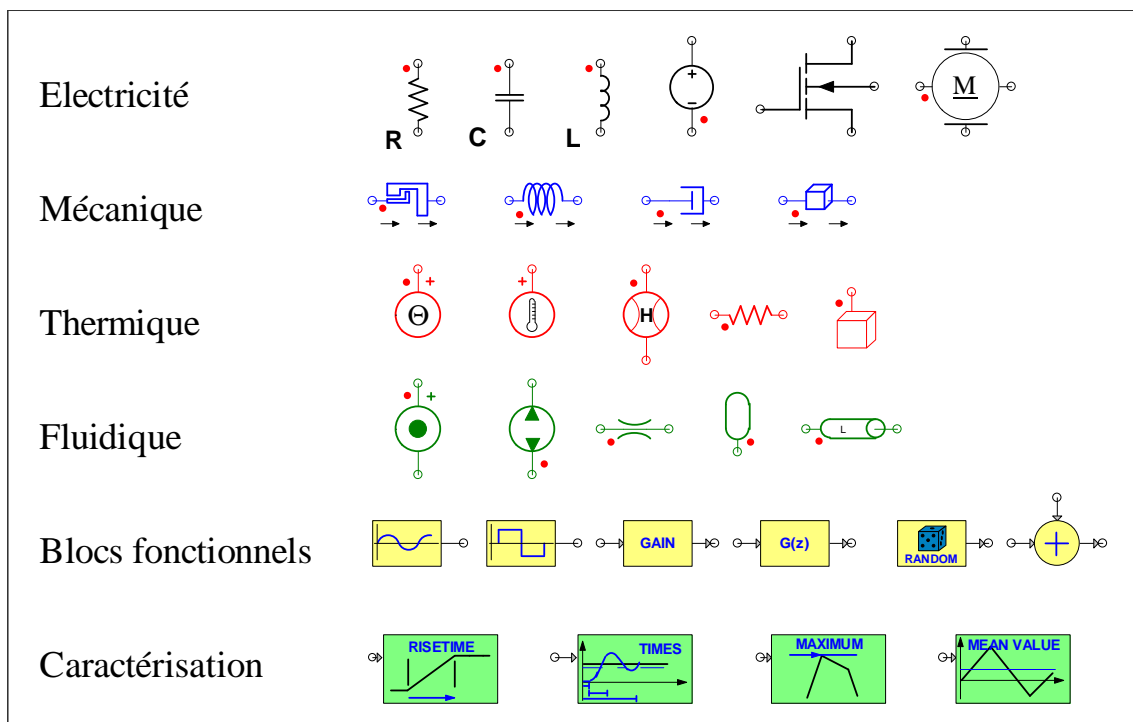 Electricité
R C L + − M
Mécanique
Thermique
+ Θ + H
Fluidique
+ L
Blocs fonctionnels
GAIN G(z) RANDOM +
Caractérisation
RISETIME TIMES MAXIMUM MEAN VALUE